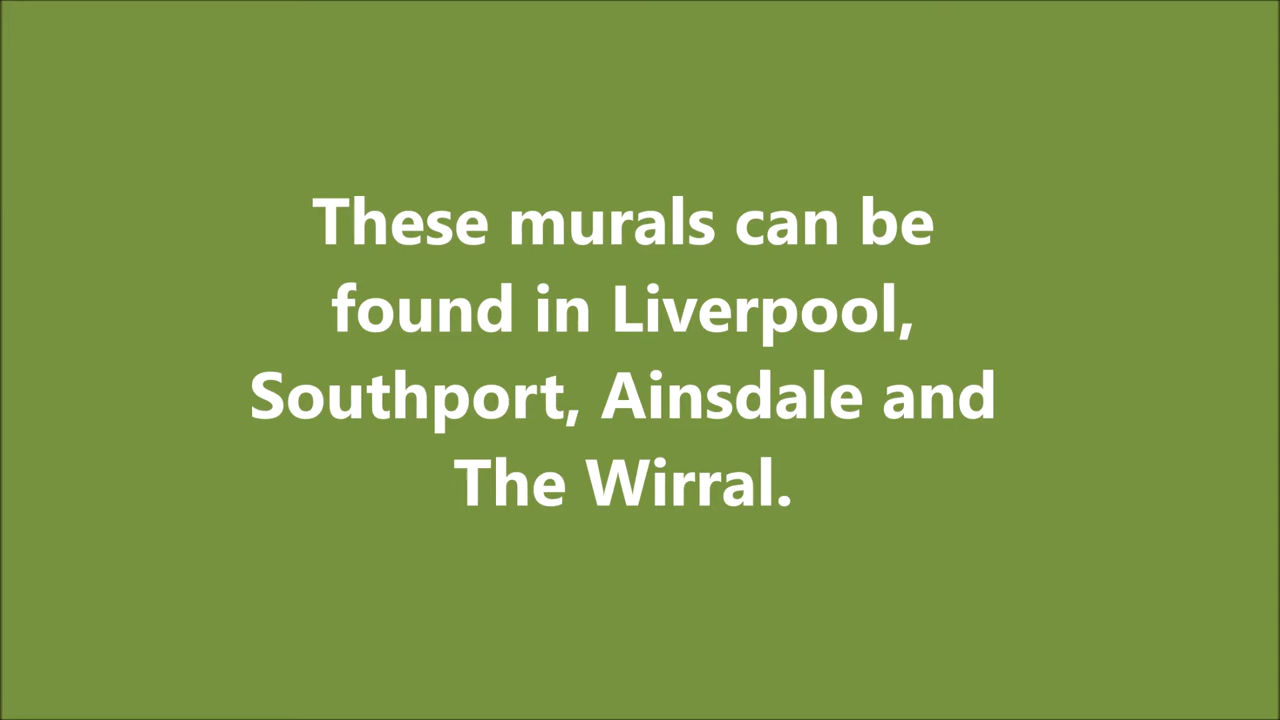 These murals can be
found in Liverpool,
Southport, Ainsdale and
The Wirral.